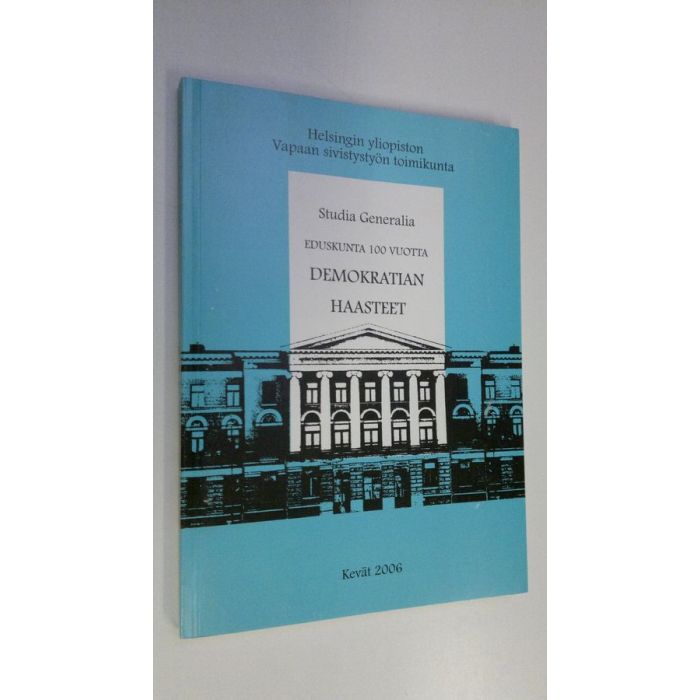 Helsingin yliopiston
Vapaan sivistystyön toimikunta
Studia Generalia
EDUSKUNTA 100 VUOTTA
DEMOKRATIAN
HAASTEET
Kevät 2006